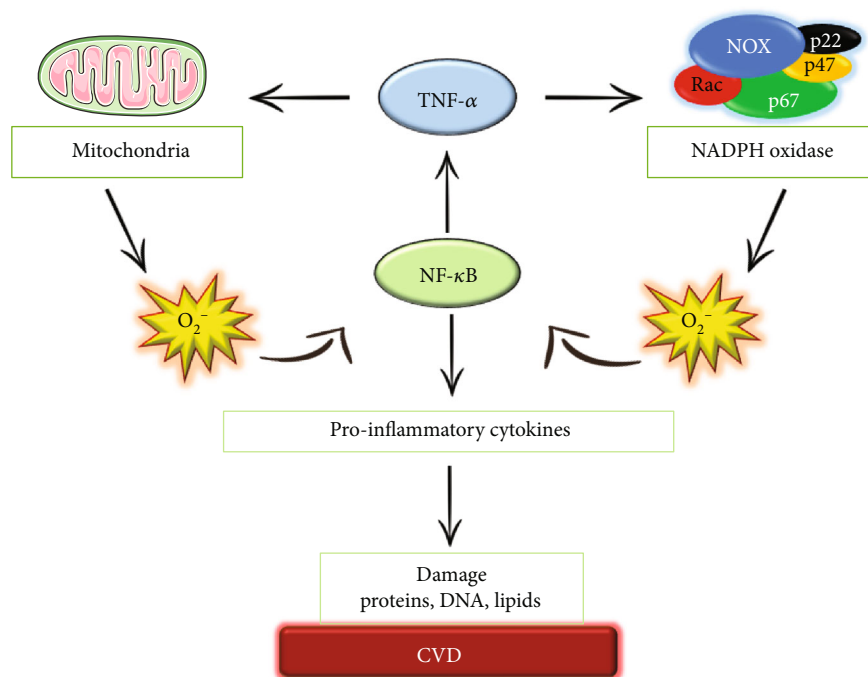 TNF-α
NOX
p22
p47
Rac
p67
Mitochondria
NADPH oxidase
NF-κB
O₂⁻
O₂⁻
Pro-inflammatory cytokines
Damage
proteins, DNA, lipids
CVD